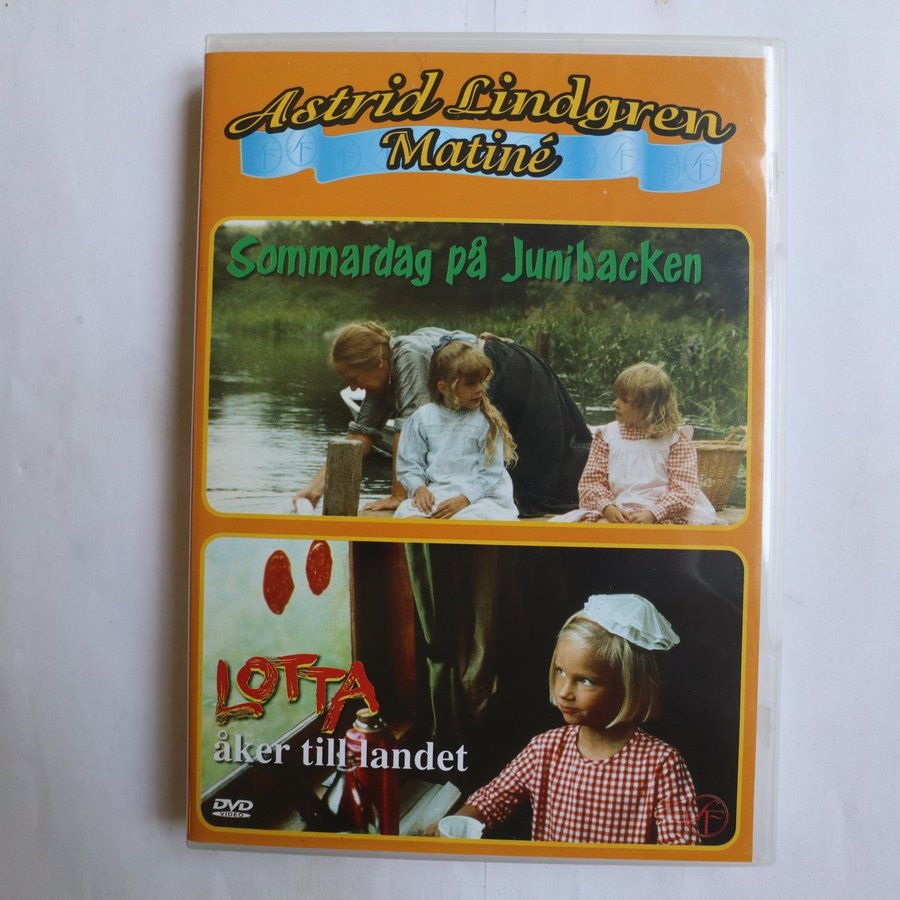 Astrid Lindgren
Matiné
Sommardag på Junibacken
LOTTA
åker till landet
DVD
VIDEO